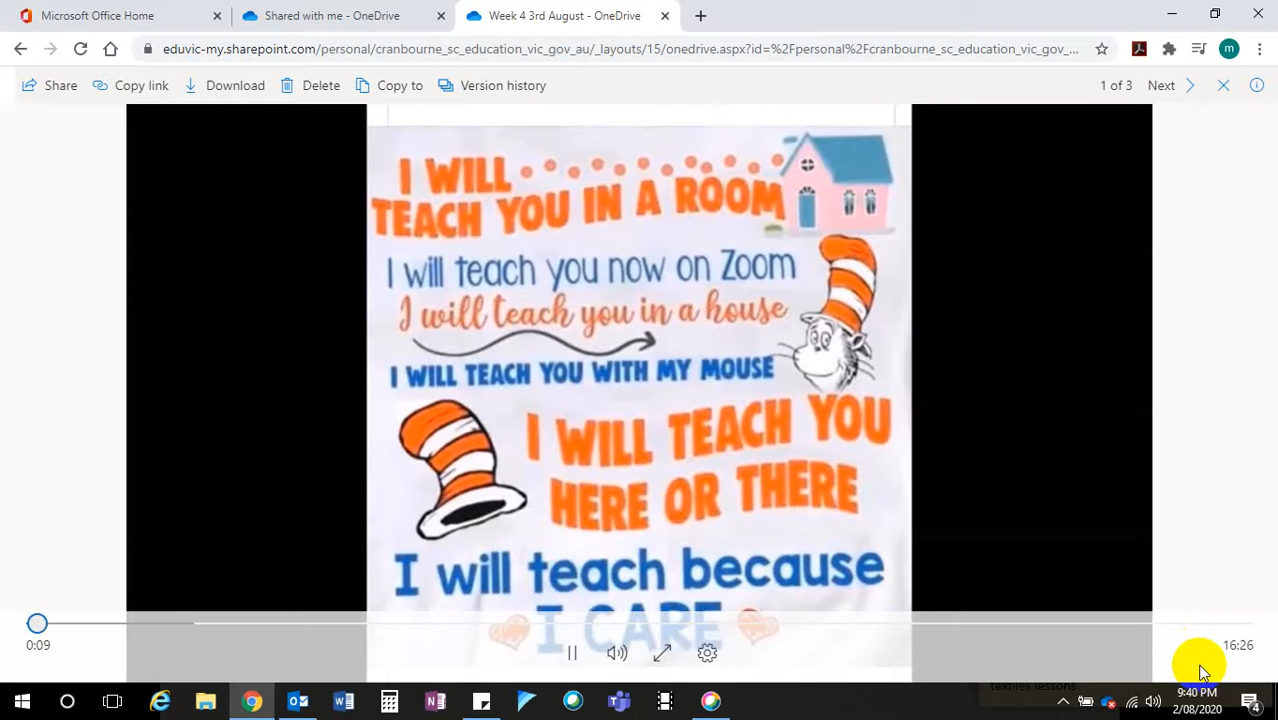 Microsoft Office Home
Shared with me - OneDrive
Week 4 3rd August - OneDrive
eduvic-my.sharepoint.com/personal/cranbourne_sc_education_vic_gov_au/_layouts/15/onedrive.aspx?id=%2Fpersonal%2Fcranbourne_sc_education_vic_gov_...
m
Share
Copy link
Download
Delete
Copy to
Version history
1 of 3
Next
I WILL
TEACH YOU IN A ROOM
I will teach you now on Zoom
I will teach you in a house
I WILL TEACH YOU WITH MY MOUSE
I WILL TEACH YOU
HERE OR THERE
I will teach because
I CARE
0:09
16:26
textiles lessons
9:40 PM
2/08/2020
4